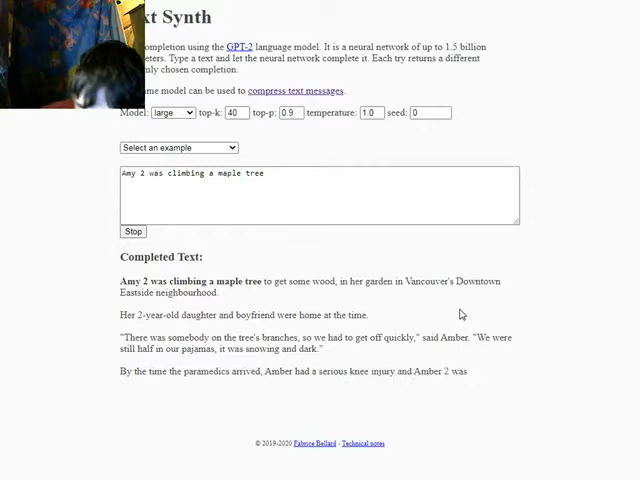 xt Synth
ompletion using the GPT-2 language model. It is a neural network of up to 1.5 billion
eters. Type a text and let the neural network complete it. Each try returns a different
mly chosen completion.
me model can be used to compress text messages.
Model: large top-k: 40 top-p: 0.9 temperature: 1.0 seed: 0
Select an example
Amy 2 was climbing a maple tree
Stop
Completed Text:
Amy 2 was climbing a maple tree to get some wood, in her garden in Vancouver's Downtown
Eastside neighbourhood.
Her 2-year-old daughter and boyfriend were home at the time.
"There was somebody on the tree's branches, so we had to get off quickly," said Amber. "We were
still half in our pajamas, it was snowing and dark."
By the time the paramedics arrived, Amber had a serious knee injury and Amber 2 was
© 2019-2020 Fabrice Bellard - Technical notes